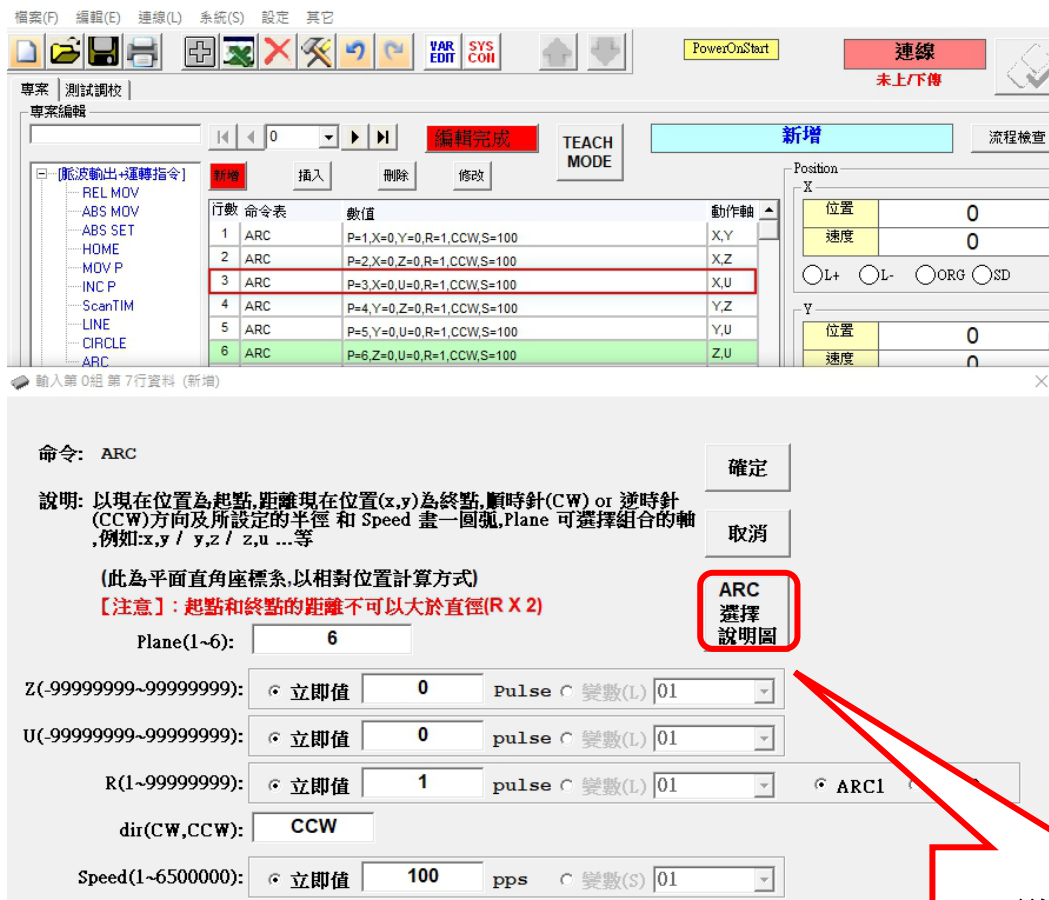 檔案(F) 編輯(E) 連線(L) 系統(S) 設定 其它
VAR EDIT SYS CON PowerOnStart 連線
未上/下傳
專案 測試調校
專案編輯
0 編輯完成 TEACH MODE 新增 流程檢查
新增 插入 刪除 修改
[脈波輸出+運轉指令]
REL MOV
ABS MOV
ABS SET
HOME
MOV P
INC P
ScanTIM
LINE
CIRCLE
ARC
行數 命令表 數值 動作軸
1 ARC P=1,X=0,Y=0,R=1,CCW,S=100 X,Y
2 ARC P=2,X=0,Z=0,R=1,CCW,S=100 X,Z
3 ARC P=3,X=0,U=0,R=1,CCW,S=100 X,U
4 ARC P=4,Y=0,Z=0,R=1,CCW,S=100 Y,Z
5 ARC P=5,Y=0,U=0,R=1,CCW,S=100 Y,U
6 ARC P=6,Z=0,U=0,R=1,CCW,S=100 Z,U
Position
X
位置 0
速度 0
L+ L- ORG SD
Y
位置 0
速度 0
輸入第 0組 第 7行資料 (新增)
命令: ARC
確定
說明: 以現在位置為起點,距離現在位置(x,y)為終點,順時針(CW) or 逆時針
(CCW)方向及所設定的半徑 和 Speed 畫一圓弧,Plane 可選擇組合的軸
,例如:x,y / y,z / z,u ...等
取消
(此為平面直角座標系,以相對位置計算方式)
【注意】: 起點和終點的距離不可以大於直徑(R X 2)
ARC
選擇
說明圖
Plane(1~6): 6
Z(-99999999~99999999): 立即值 0 Pulse 變數(L) 01
U(-99999999~99999999): 立即值 0 pulse 變數(L) 01
R(1~99999999): 立即值 1 pulse 變數(L) 01 ARC1
dir(CW,CCW): CCW
Speed(1~6500000): 立即值 100 pps 變數(S) 01